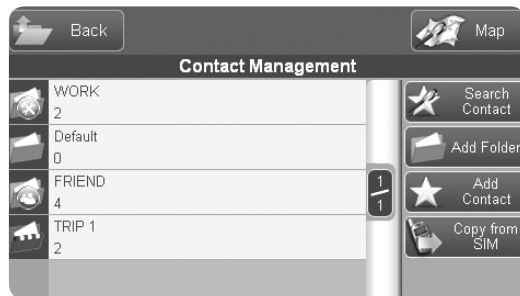 Back
Map
Contact Management
WORK
2
Default
0
FRIEND
4
TRIP 1
2
1
1
Search
Contact
Add Folder
Add
Contact
Copy from
SIM